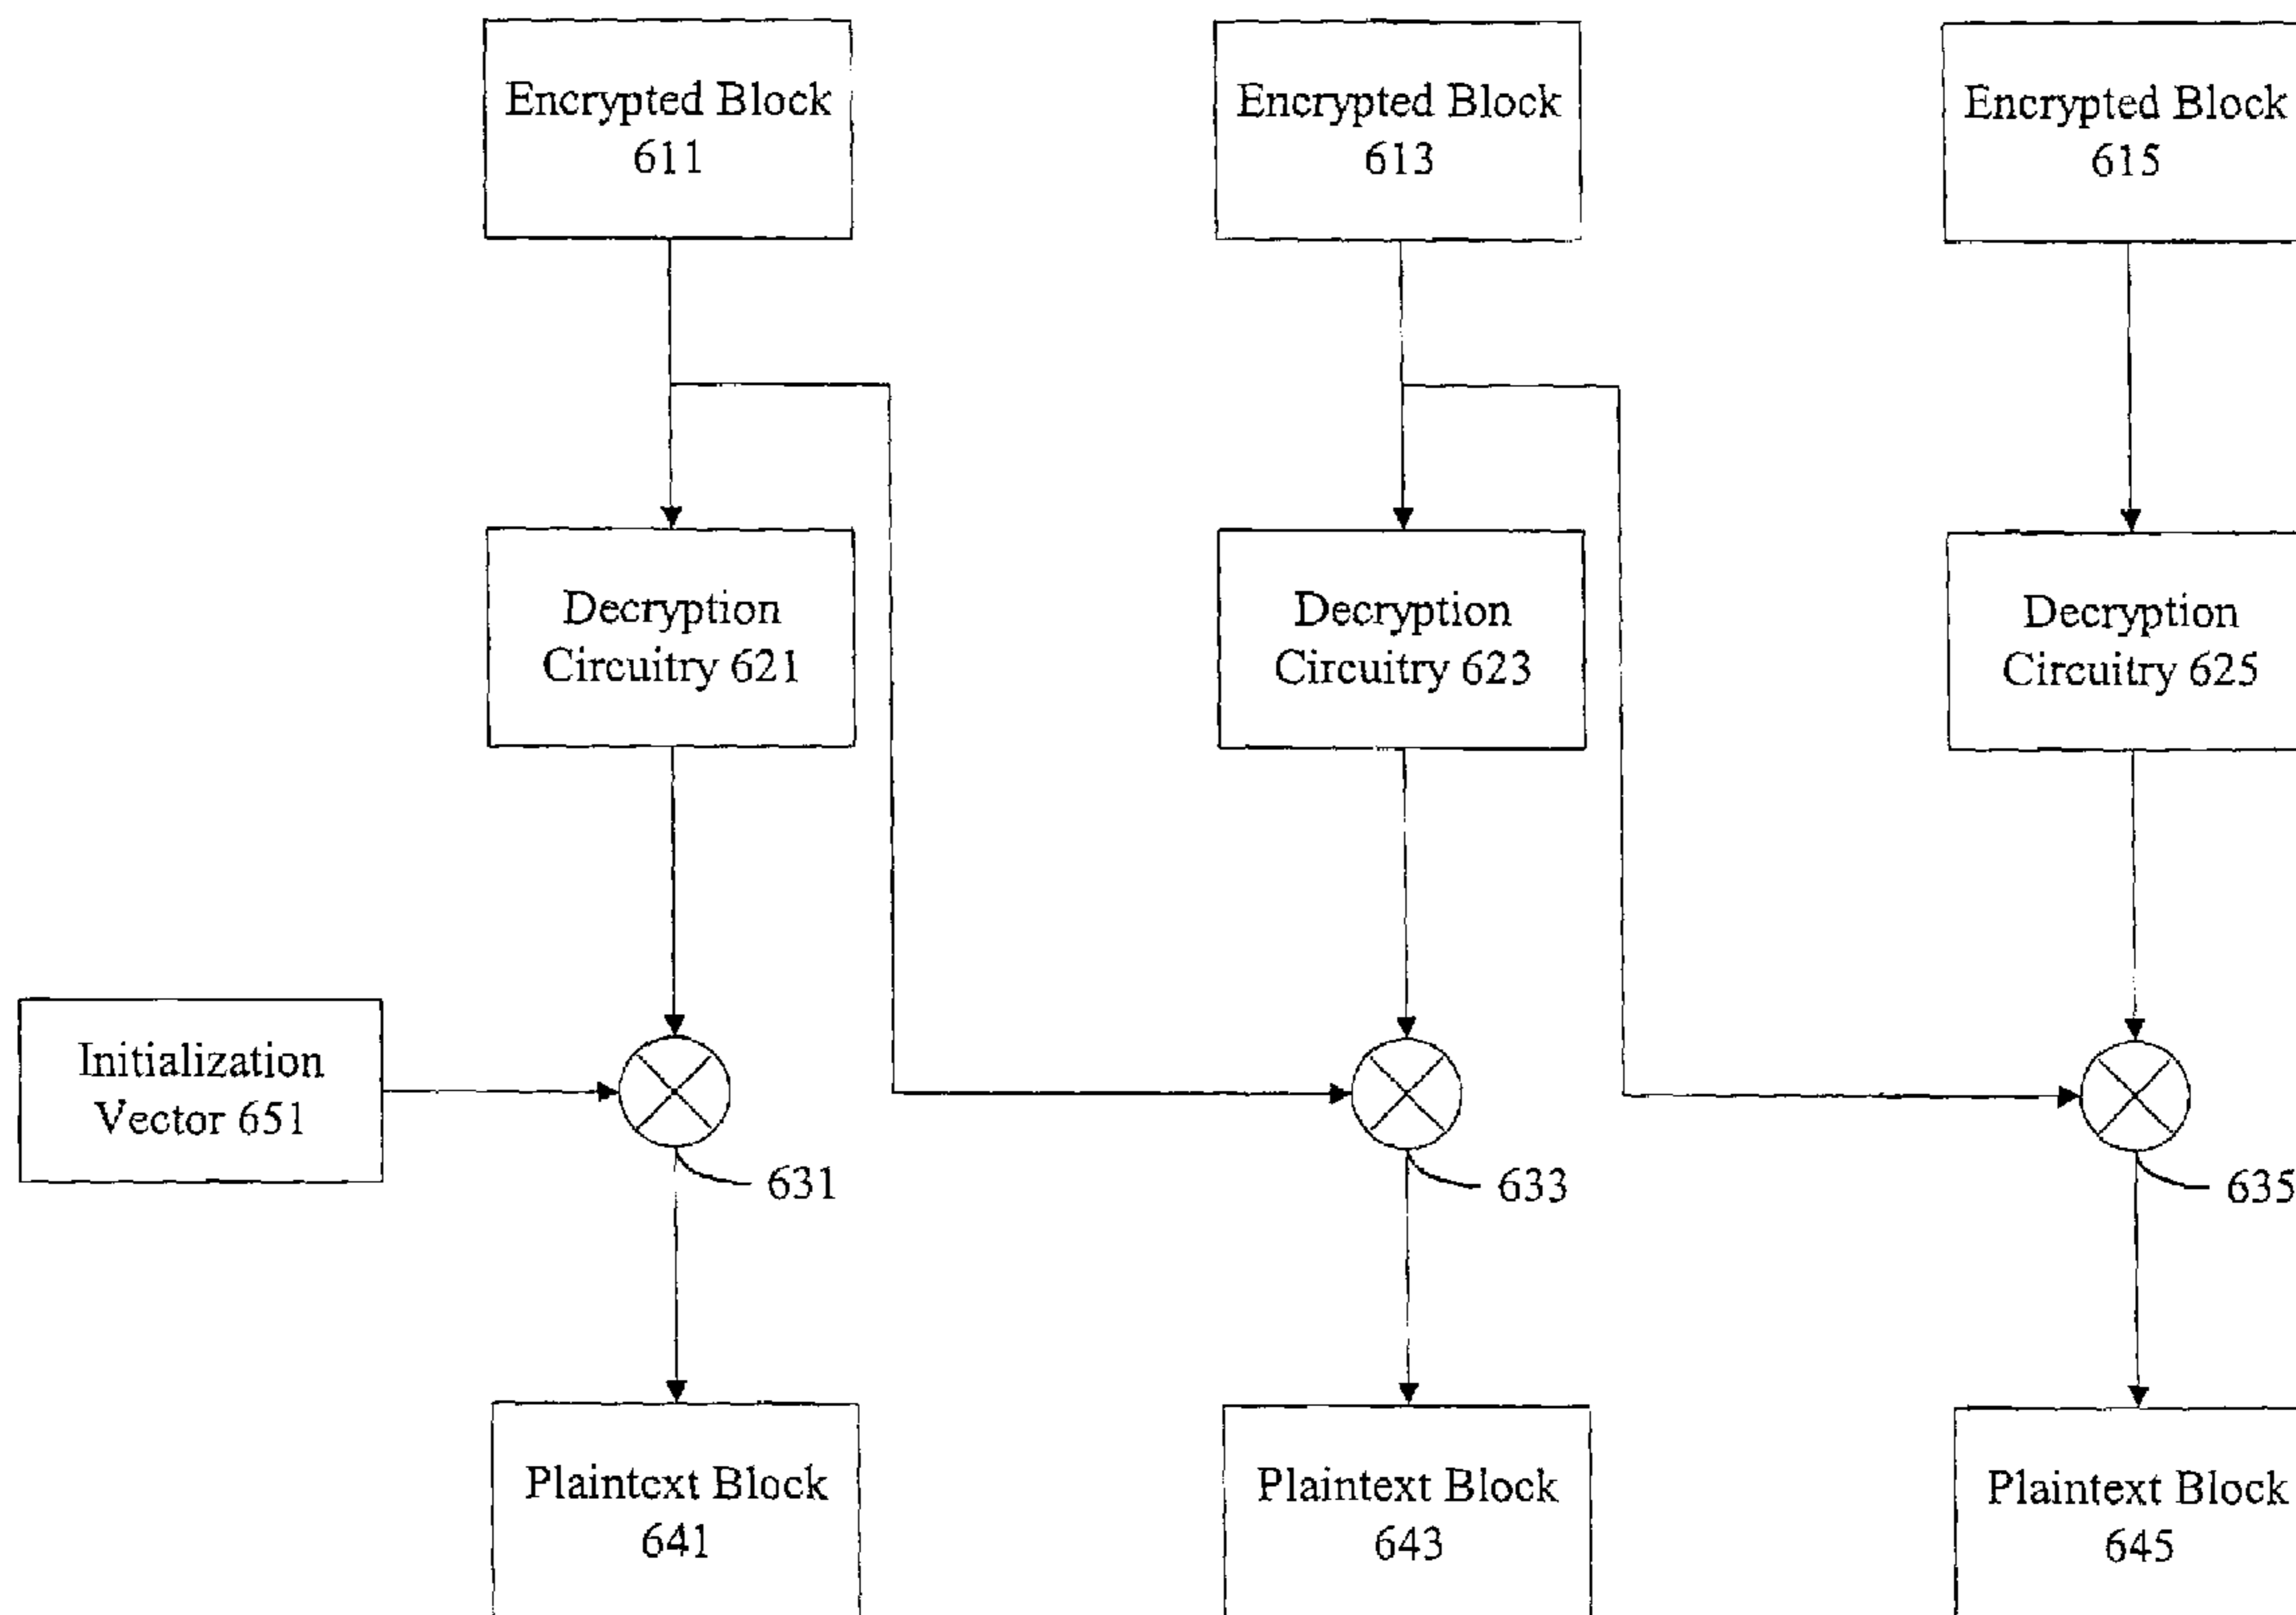 Encrypted Block
611
Encrypted Block
613
Encrypted Block
615
Decryption
Circuitry 621
Decryption
Circuitry 623
Decryption
Circuitry 625
Initialization
Vector 651
631
633
635
Plaintext Block
641
Plaintext Block
643
Plaintext Block
645